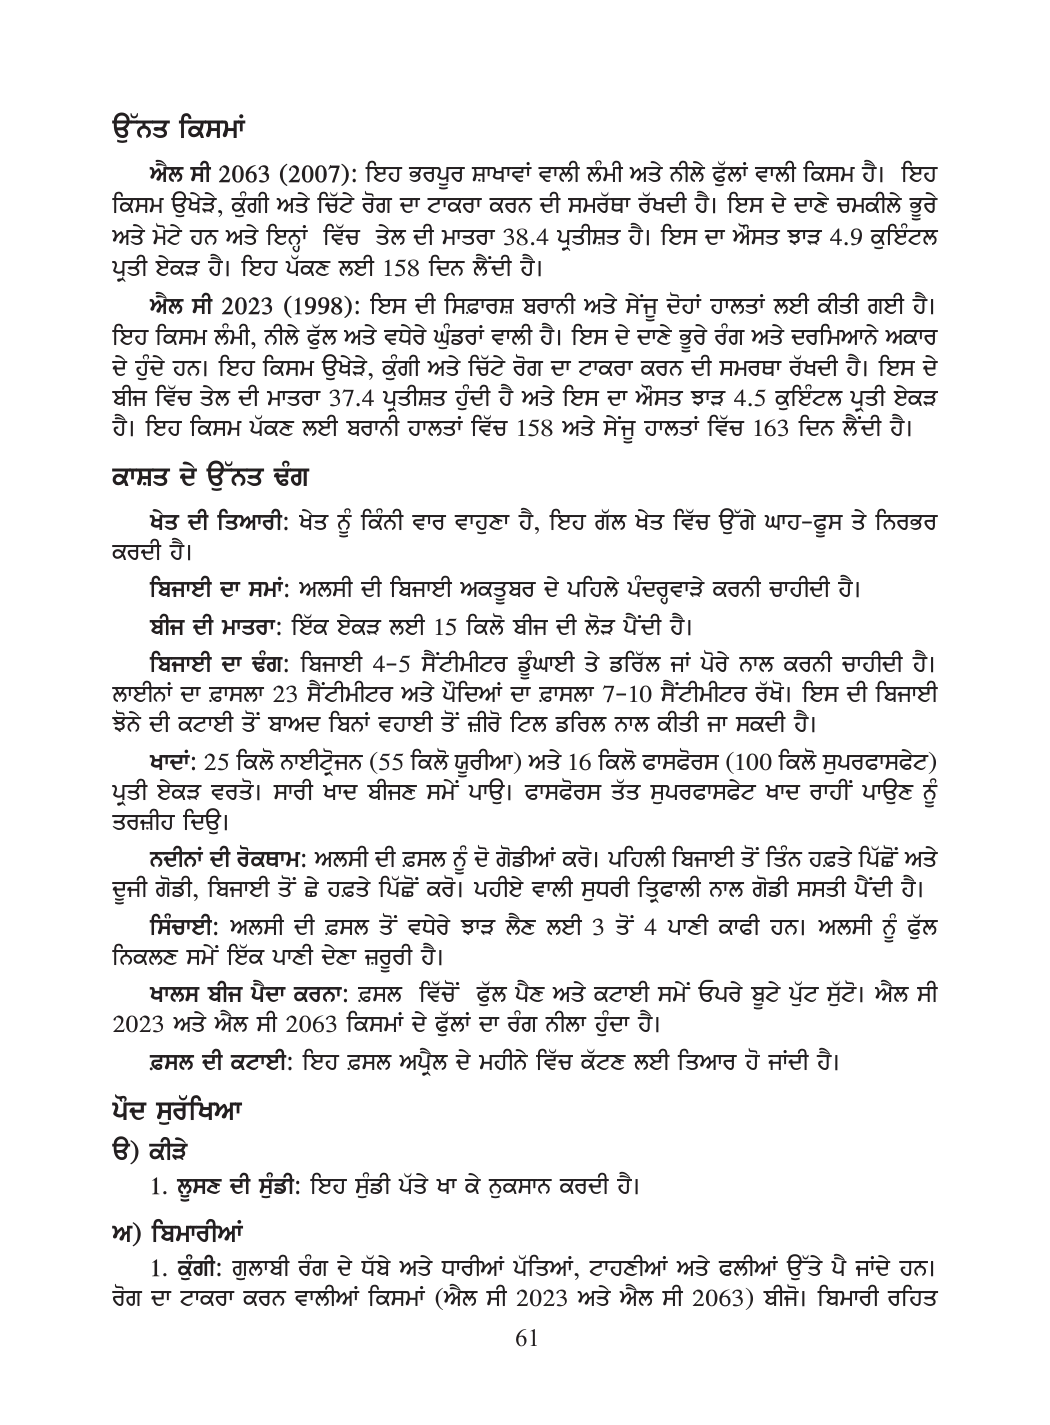 ਉੱਨਤ ਕਿਸਮਾਂ
ਐਲ ਸੀ 2063 (2007): ਇਹ ਭਰਪੂਰ ਸ਼ਾਖਾਵਾਂ ਵਾਲੀ ਲੰਮੀ ਅਤੇ ਨੀਲੇ ਫੁੱਲਾਂ ਵਾਲੀ ਕਿਸਮ ਹੈ। ਇਹ
ਕਿਸਮ ਉਖੇੜੇ, ਕੁੰਗੀ ਅਤੇ ਚਿੱਟੇ ਰੋਗ ਦਾ ਟਾਕਰਾ ਕਰਨ ਦੀ ਸਮਰੱਥਾ ਰੱਖਦੀ ਹੈ। ਇਸ ਦੇ ਦਾਣੇ ਚਮਕੀਲੇ ਭੂਰੇ
ਅਤੇ ਮੋਟੇ ਹਨ ਅਤੇ ਇਨ੍ਹਾਂ ਵਿੱਚ ਤੇਲ ਦੀ ਮਾਤਰਾ 38.4 ਪ੍ਰਤੀਸ਼ਤ ਹੈ। ਇਸ ਦਾ ਔਸਤ ਝਾੜ 4.9 ਕੁਇੰਟਲ
ਪ੍ਰਤੀ ਏਕੜ ਹੈ। ਇਹ ਪੱਕਣ ਲਈ 158 ਦਿਨ ਲੈਂਦੀ ਹੈ।
ਐਲ ਸੀ 2023 (1998): ਇਸ ਦੀ ਸਿਫ਼ਾਰਸ਼ ਬਰਾਨੀ ਅਤੇ ਸੇਂਜੂ ਦੋਹਾਂ ਹਾਲਤਾਂ ਲਈ ਕੀਤੀ ਗਈ ਹੈ।
ਇਹ ਕਿਸਮ ਲੰਮੀ, ਨੀਲੇ ਫੁੱਲ ਅਤੇ ਵਧੇਰੇ ਘੁੰਡਰਾਂ ਵਾਲੀ ਹੈ। ਇਸ ਦੇ ਦਾਣੇ ਭੂਰੇ ਰੰਗ ਅਤੇ ਦਰਮਿਆਨੇ ਅਕਾਰ
ਦੇ ਹੁੰਦੇ ਹਨ। ਇਹ ਕਿਸਮ ਉਖੇੜੇ, ਕੁੰਗੀ ਅਤੇ ਚਿੱਟੇ ਰੋਗ ਦਾ ਟਾਕਰਾ ਕਰਨ ਦੀ ਸਮਰਥਾ ਰੱਖਦੀ ਹੈ। ਇਸ ਦੇ
ਬੀਜ ਵਿੱਚ ਤੇਲ ਦੀ ਮਾਤਰਾ 37.4 ਪ੍ਰਤੀਸ਼ਤ ਹੁੰਦੀ ਹੈ ਅਤੇ ਇਸ ਦਾ ਔਸਤ ਝਾੜ 4.5 ਕੁਇੰਟਲ ਪ੍ਰਤੀ ਏਕੜ
ਹੈ। ਇਹ ਕਿਸਮ ਪੱਕਣ ਲਈ ਬਰਾਨੀ ਹਾਲਤਾਂ ਵਿੱਚ 158 ਅਤੇ ਸੇਂਜੂ ਹਾਲਤਾਂ ਵਿੱਚ 163 ਦਿਨ ਲੈਂਦੀ ਹੈ।
ਕਾਸ਼ਤ ਦੇ ਉੱਨਤ ਢੰਗ
ਖੇਤ ਦੀ ਤਿਆਰੀ: ਖੇਤ ਨੂੰ ਕਿੰਨੀ ਵਾਰ ਵਾਹੁਣਾ ਹੈ, ਇਹ ਗੱਲ ਖੇਤ ਵਿੱਚ ਉੱਗੇ ਘਾਹ-ਫੂਸ ਤੇ ਨਿਰਭਰ
ਕਰਦੀ ਹੈ।
ਬਿਜਾਈ ਦਾ ਸਮਾਂ: ਅਲਸੀ ਦੀ ਬਿਜਾਈ ਅਕਤੂਬਰ ਦੇ ਪਹਿਲੇ ਪੰਦਰ੍ਹਵਾੜੇ ਕਰਨੀ ਚਾਹੀਦੀ ਹੈ।
ਬੀਜ ਦੀ ਮਾਤਰਾ: ਇੱਕ ਏਕੜ ਲਈ 15 ਕਿਲੋ ਬੀਜ ਦੀ ਲੋੜ ਪੈਂਦੀ ਹੈ।
ਬਿਜਾਈ ਦਾ ਢੰਗ: ਬਿਜਾਈ 4-5 ਸੈਂਟੀਮੀਟਰ ਡੂੰਘਾਈ ਤੇ ਡਰਿੱਲ ਜਾਂ ਪੋਰੇ ਨਾਲ ਕਰਨੀ ਚਾਹੀਦੀ ਹੈ।
ਲਾਈਨਾਂ ਦਾ ਫ਼ਾਸਲਾ 23 ਸੈਂਟੀਮੀਟਰ ਅਤੇ ਪੌਦਿਆਂ ਦਾ ਫ਼ਾਸਲਾ 7-10 ਸੈਂਟੀਮੀਟਰ ਰੱਖੋ। ਇਸ ਦੀ ਬਿਜਾਈ
ਝੋਨੇ ਦੀ ਕਟਾਈ ਤੋਂ ਬਾਅਦ ਬਿਨਾਂ ਵਹਾਈ ਤੋਂ ਜ਼ੀਰੋ ਟਿਲ ਡਰਿਲ ਨਾਲ ਕੀਤੀ ਜਾ ਸਕਦੀ ਹੈ।
ਖਾਦਾਂ: 25 ਕਿਲੋ ਨਾਈਟ੍ਰੋਜਨ (55 ਕਿਲੋ ਯੂਰੀਆ) ਅਤੇ 16 ਕਿਲੋ ਫਾਸਫੋਰਸ (100 ਕਿਲੋ ਸੁਪਰਫਾਸਫੇਟ)
ਪ੍ਰਤੀ ਏਕੜ ਵਰਤੋ। ਸਾਰੀ ਖਾਦ ਬੀਜਣ ਸਮੇਂ ਪਾਉ। ਫਾਸਫੋਰਸ ਤੱਤ ਸੁਪਰਫਾਸਫੇਟ ਖਾਦ ਰਾਹੀਂ ਪਾਉਣ ਨੂੰ
ਤਰਜ਼ੀਹ ਦਿਉ।
ਨਦੀਨਾਂ ਦੀ ਰੋਕਥਾਮ: ਅਲਸੀ ਦੀ ਫ਼ਸਲ ਨੂੰ ਦੋ ਗੋਡੀਆਂ ਕਰੋ। ਪਹਿਲੀ ਬਿਜਾਈ ਤੋਂ ਤਿੰਨ ਹਫ਼ਤੇ ਪਿੱਛੋਂ ਅਤੇ
ਦੂਜੀ ਗੋਡੀ, ਬਿਜਾਈ ਤੋਂ ਛੇ ਹਫ਼ਤੇ ਪਿੱਛੋਂ ਕਰੋ। ਪਹੀਏ ਵਾਲੀ ਸੁਧਰੀ ਤ੍ਰਿਫਾਲੀ ਨਾਲ ਗੋਡੀ ਸਸਤੀ ਪੈਂਦੀ ਹੈ।
ਸਿੰਚਾਈ: ਅਲਸੀ ਦੀ ਫ਼ਸਲ ਤੋਂ ਵਧੇਰੇ ਝਾੜ ਲੈਣ ਲਈ 3 ਤੋਂ 4 ਪਾਣੀ ਕਾਫੀ ਹਨ। ਅਲਸੀ ਨੂੰ ਫੁੱਲ
ਨਿਕਲਣ ਸਮੇਂ ਇੱਕ ਪਾਣੀ ਦੇਣਾ ਜ਼ਰੂਰੀ ਹੈ।
ਖਾਲਸ ਬੀਜ ਪੈਦਾ ਕਰਨਾ: ਫ਼ਸਲ ਵਿੱਚੋਂ ਫੁੱਲ ਪੈਣ ਅਤੇ ਕਟਾਈ ਸਮੇਂ ਓਪਰੇ ਬੂਟੇ ਪੁੱਟ ਸੁੱਟੋ। ਐਲ ਸੀ
2023 ਅਤੇ ਐਲ ਸੀ 2063 ਕਿਸਮਾਂ ਦੇ ਫੁੱਲਾਂ ਦਾ ਰੰਗ ਨੀਲਾ ਹੁੰਦਾ ਹੈ।
ਫ਼ਸਲ ਦੀ ਕਟਾਈ: ਇਹ ਫ਼ਸਲ ਅਪ੍ਰੈਲ ਦੇ ਮਹੀਨੇ ਵਿੱਚ ਕੱਟਣ ਲਈ ਤਿਆਰ ਹੋ ਜਾਂਦੀ ਹੈ।
ਪੌਦ ਸੁਰੱਖਿਆ
ੳ) ਕੀੜੇ
1. ਲੂਸਣ ਦੀ ਸੁੰਡੀ: ਇਹ ਸੁੰਡੀ ਪੱਤੇ ਖਾ ਕੇ ਨੁਕਸਾਨ ਕਰਦੀ ਹੈ।
ਅ) ਬਿਮਾਰੀਆਂ
1. ਕੁੰਗੀ: ਗੁਲਾਬੀ ਰੰਗ ਦੇ ਧੱਬੇ ਅਤੇ ਧਾਰੀਆਂ ਪੱਤਿਆਂ, ਟਾਹਣੀਆਂ ਅਤੇ ਫਲੀਆਂ ਉੱਤੇ ਪੈ ਜਾਂਦੇ ਹਨ।
ਰੋਗ ਦਾ ਟਾਕਰਾ ਕਰਨ ਵਾਲੀਆਂ ਕਿਸਮਾਂ (ਐਲ ਸੀ 2023 ਅਤੇ ਐਲ ਸੀ 2063) ਬੀਜੋ। ਬਿਮਾਰੀ ਰਹਿਤ
61